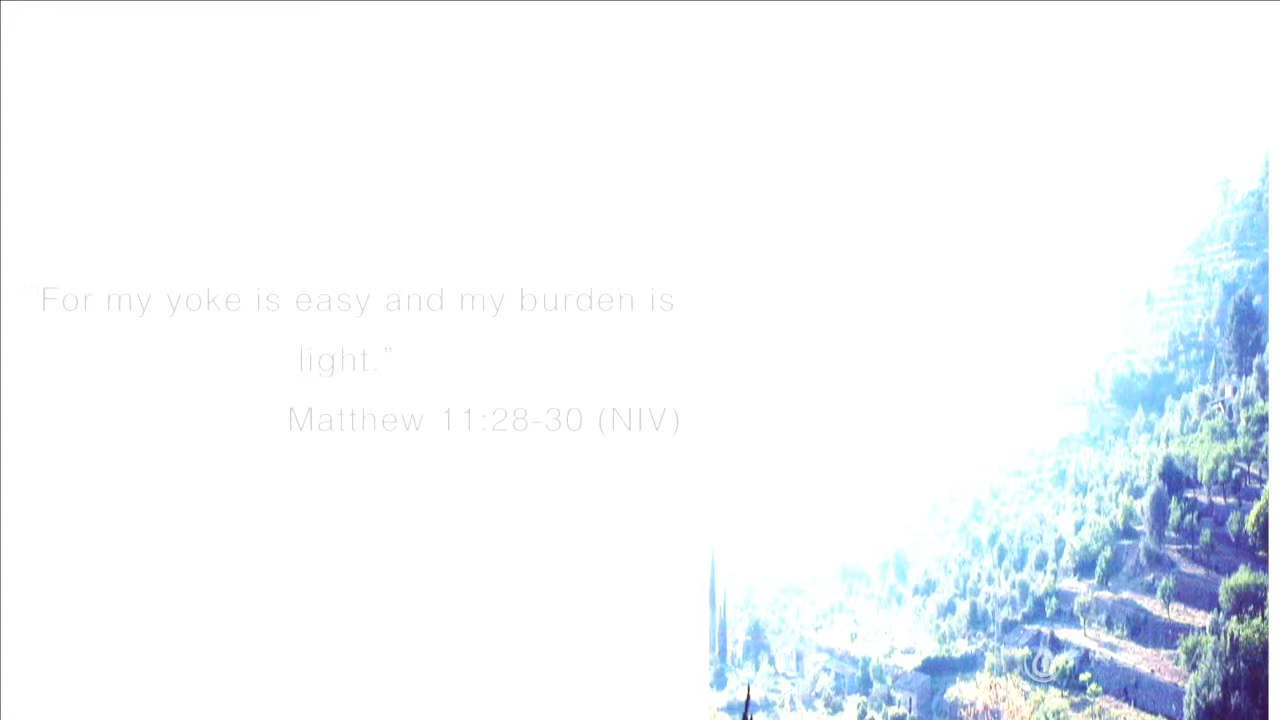 "For my yoke is easy and my burden is
light."
Matthew 11:28-30 (NIV)